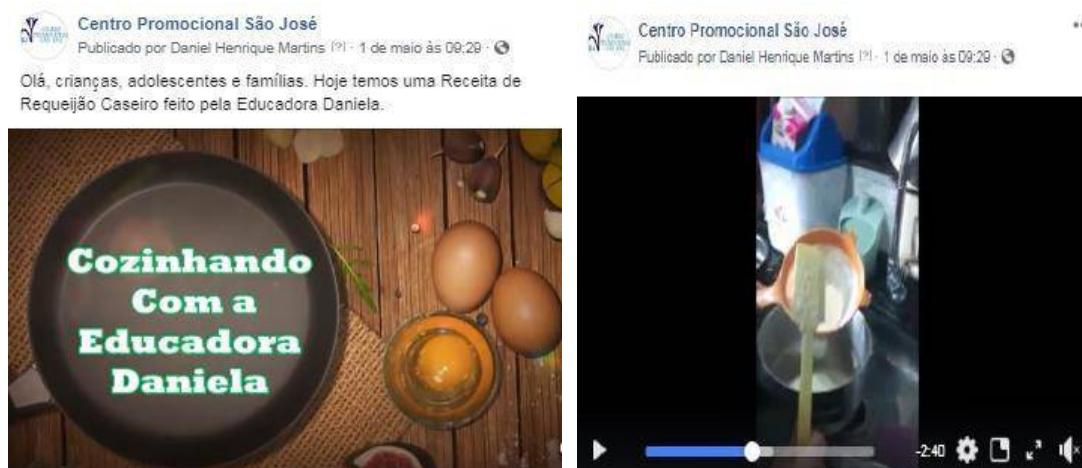 Centro Promocional São José
Publicado por Daniel Henrique Martins [?] · 1 de maio às 09:29 ·
Olá, crianças, adolescentes e famílias. Hoje temos uma Receita de
Requeijão Caseiro feito pela Educadora Daniela.
Cozinhando
Com a
Educadora
Daniela
Centro Promocional São José
Publicado por Daniel Henrique Martins [?] · 1 de maio às 09:29 ·
-2:40